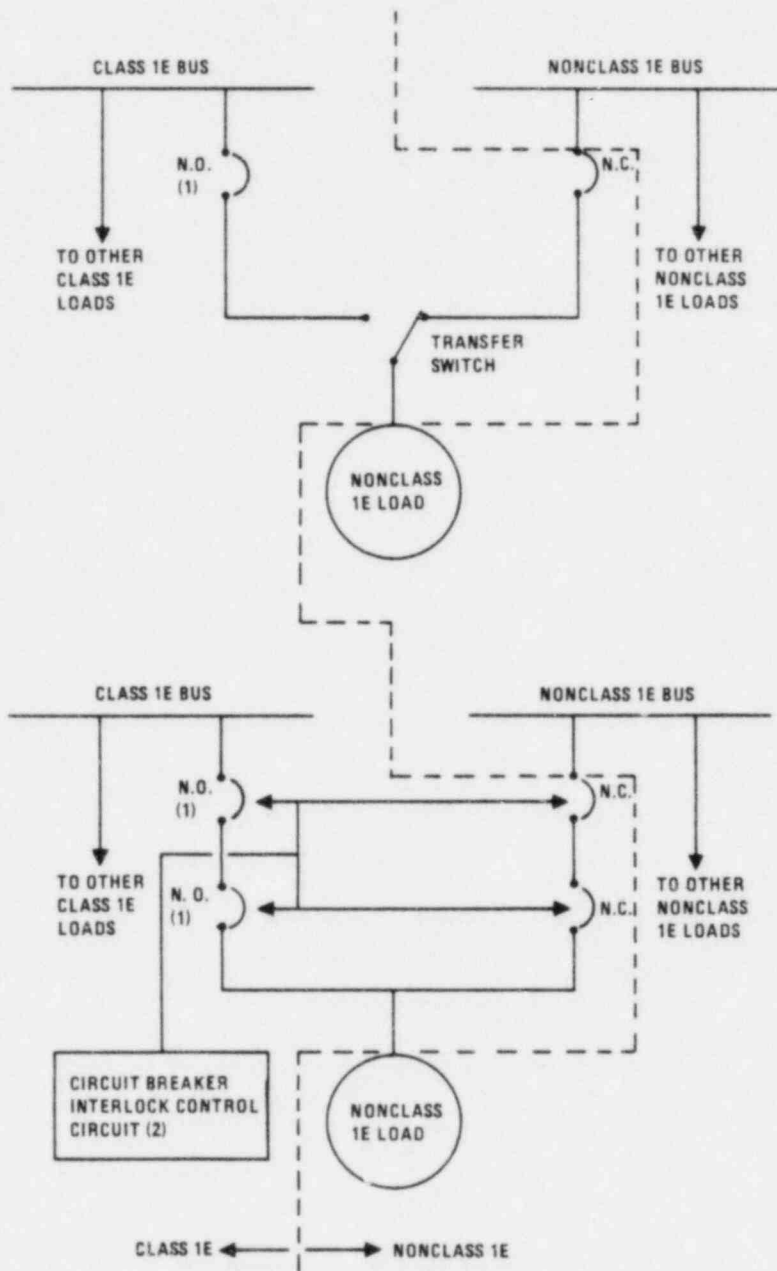 CLASS 1E BUS
NONCLASS 1E BUS
N.O.
(1)
N.C.
TO OTHER
CLASS 1E
LOADS
TO OTHER
NONCLASS
1E LOADS
TRANSFER
SWITCH
NONCLASS
1E LOAD
CLASS 1E BUS
NONCLASS 1E BUS
N.O.
(1)
N.C.
TO OTHER
CLASS 1E
LOADS
N. O.
(1)
N.C.
TO OTHER
NONCLASS
1E LOADS
CIRCUIT BREAKER
INTERLOCK CONTROL
CIRCUIT (2)
NONCLASS
1E LOAD
CLASS 1E
NONCLASS 1E